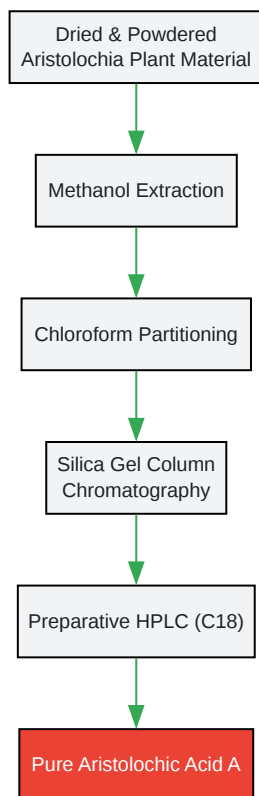 Dried & Powdered
Aristolochia Plant Material
Methanol Extraction
Chloroform Partitioning
Silica Gel Column
Chromatography
Preparative HPLC (C18)
Pure Aristolochic Acid A